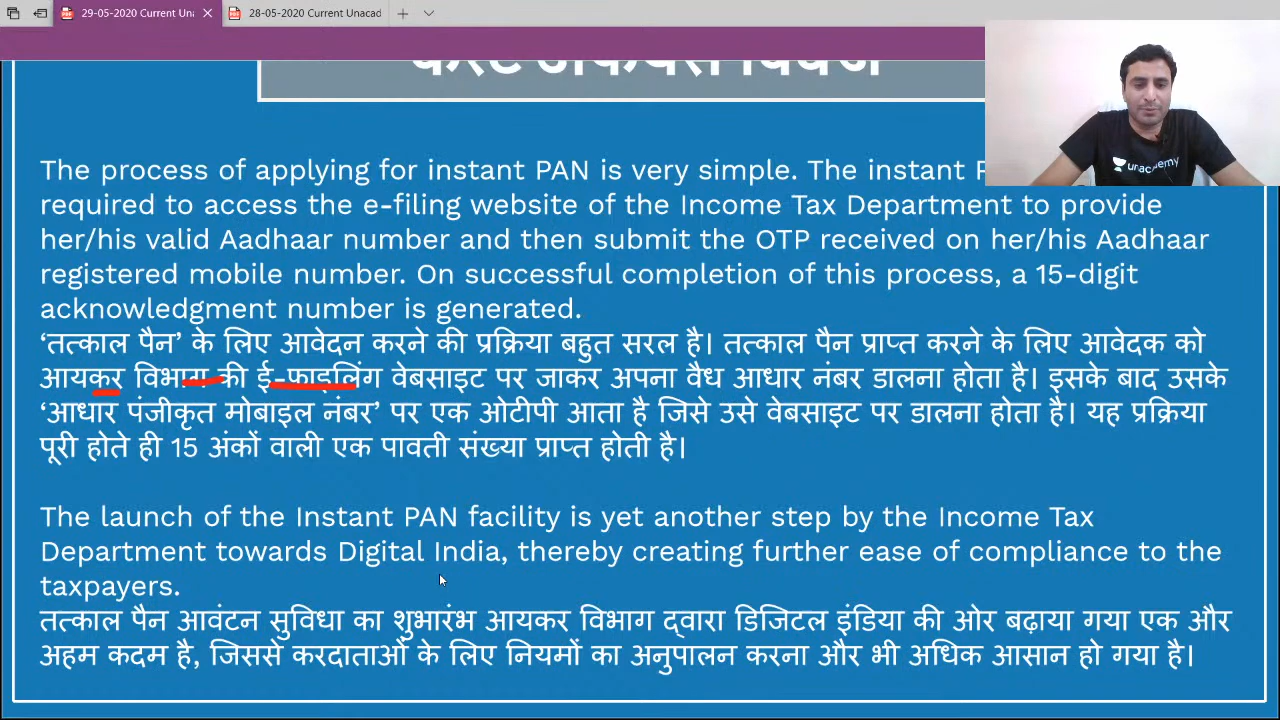 29-05-2020 Current Una
28-05-2020 Current Unacad
unacademy
The process of applying for instant PAN is very simple. The instant
required to access the e-filing website of the Income Tax Department to provide
her/his valid Aadhaar number and then submit the OTP received on her/his Aadhaar
registered mobile number. On successful completion of this process, a 15-digit
acknowledgment number is generated.
‘तत्काल पैन’ के लिए आवेदन करने की प्रक्रिया बहुत सरल है। तत्काल पैन प्राप्त करने के लिए आवेदक को
आयकर विभाग की ई-फाइलिंग वेबसाइट पर जाकर अपना वैध आधार नंबर डालना होता है। इसके बाद उसके
‘आधार पंजीकृत मोबाइल नंबर’ पर एक ओटीपी आता है जिसे उसे वेबसाइट पर डालना होता है। यह प्रक्रिया
पूरी होते ही 15 अंकों वाली एक पावती संख्या प्राप्त होती है।
The launch of the Instant PAN facility is yet another step by the Income Tax
Department towards Digital India, thereby creating further ease of compliance to the
taxpayers.
तत्काल पैन आवंटन सुविधा का शुभारंभ आयकर विभाग द्वारा डिजिटल इंडिया की ओर बढ़ाया गया एक और
अहम कदम है, जिससे करदाताओं के लिए नियमों का अनुपालन करना और भी अधिक आसान हो गया है।